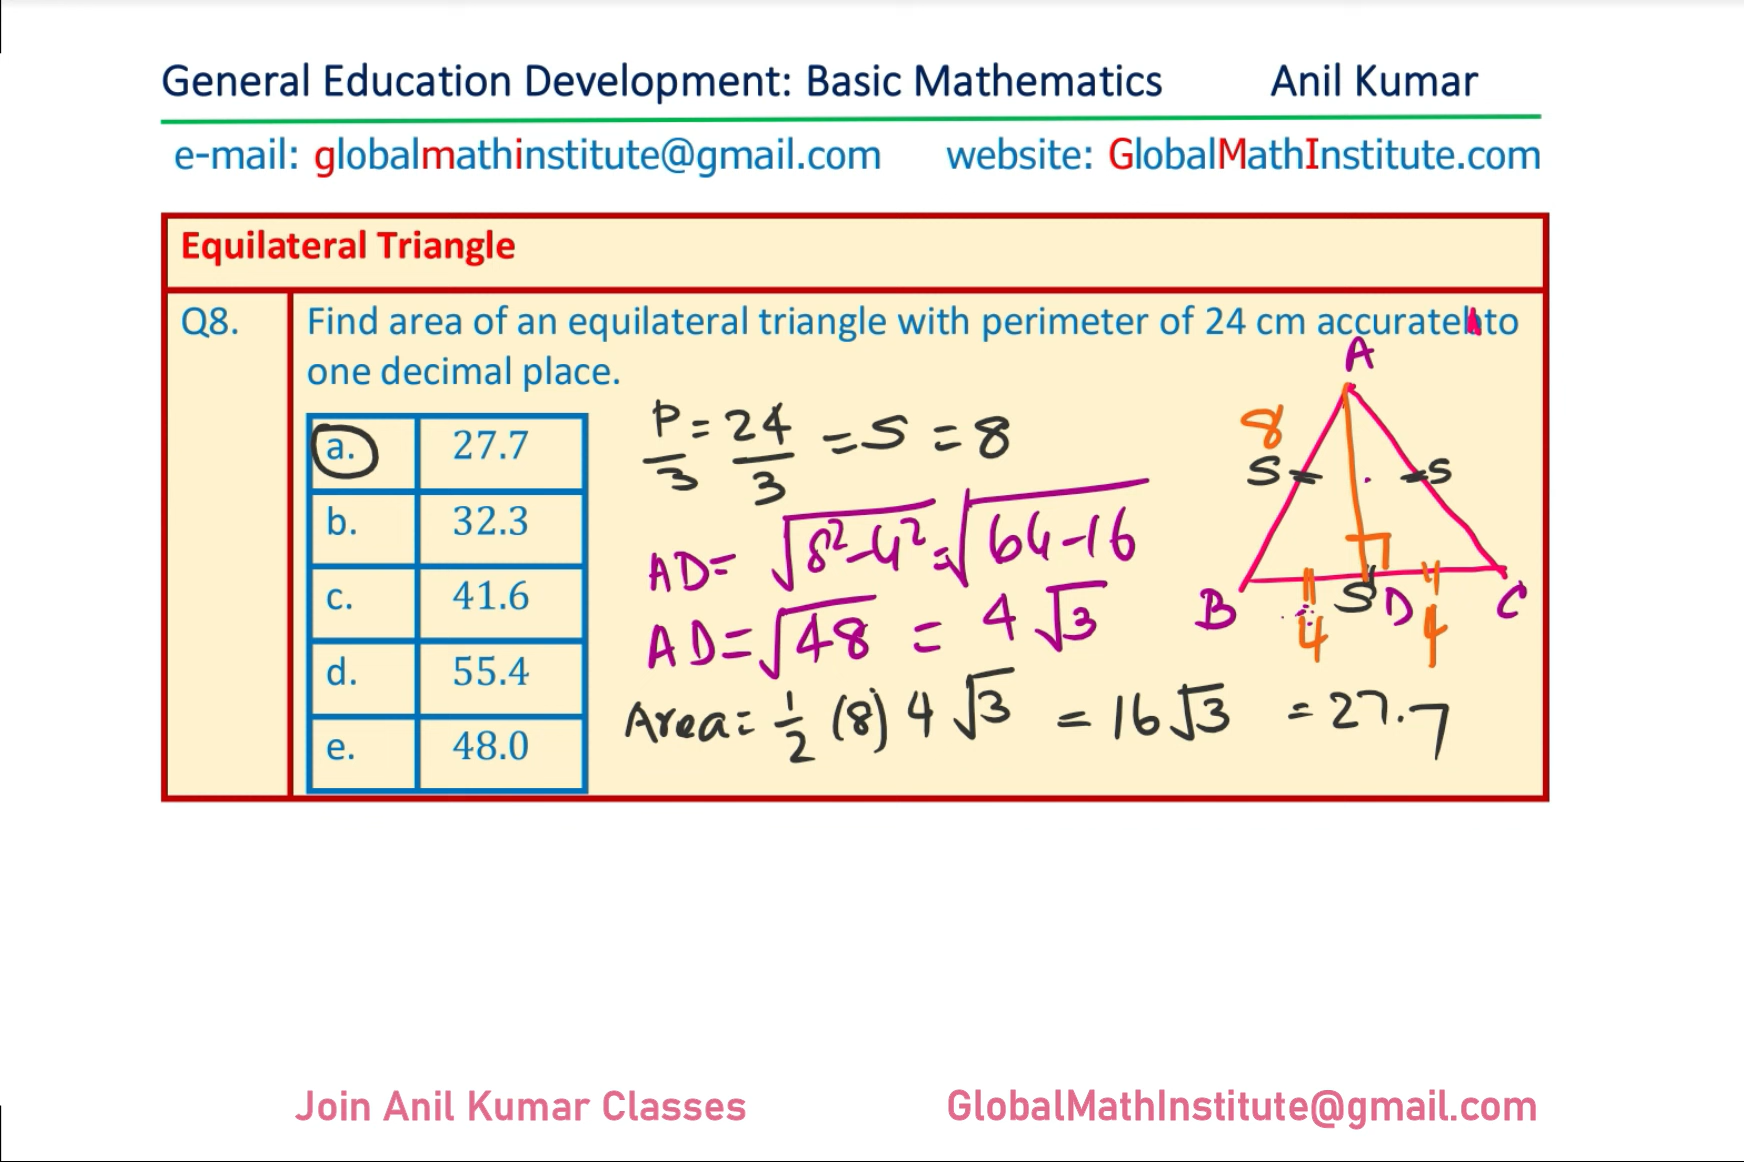 General Education Development: Basic Mathematics Anil Kumar
e-mail: globalmathinstitute@gmail.com website: GlobalMathInstitute.com
Equilateral Triangle
Q8. Find area of an equilateral triangle with perimeter of 24 cm accurate to
one decimal place.
a. 27.7
b. 32.3
c. 41.6
d. 55.4
e. 48.0
P/3 = 24/3 = S = 8
AD = √(8²-4²) = √(64-16)
AD = √48 = 4√3
Area = 1/2 (8) 4√3 = 16√3 = 27.7
A
8
S S
B S D C
4 4
Join Anil Kumar Classes GlobalMathInstitute@gmail.com